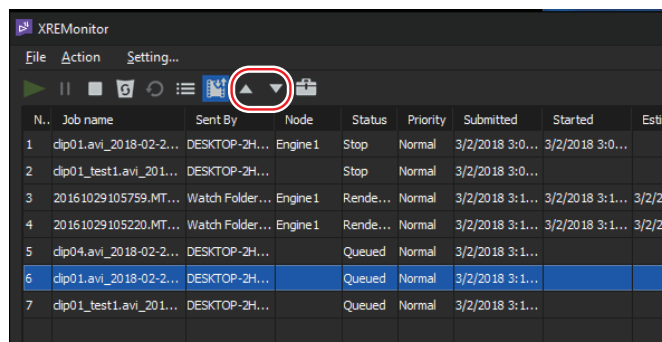 XREMonitor
File Action Setting...
N.. Job name Sent By Node Status Priority Submitted Started Esti
1 clip01.avi_2018-02-2... DESKTOP-2H... Engine1 Stop Normal 3/2/2018 3:0... 3/2/2018 3:0...
2 clip01_test1.avi_201... DESKTOP-2H... Stop Normal 3/2/2018 3:0...
3 20161029105759.MT... Watch Folder... Engine1 Rende... Normal 3/2/2018 3:1... 3/2/2018 3:1... 3/2/2
4 20161029105220.MT... Watch Folder... Engine1 Rende... Normal 3/2/2018 3:1... 3/2/2018 3:1... 3/2/2
5 clip04.avi_2018-02-2... DESKTOP-2H... Queued Normal 3/2/2018 3:1...
6 clip01.avi_2018-02-2... DESKTOP-2H... Queued Normal 3/2/2018 3:1...
7 clip01_test1.avi_201... DESKTOP-2H... Queued Normal 3/2/2018 3:1...